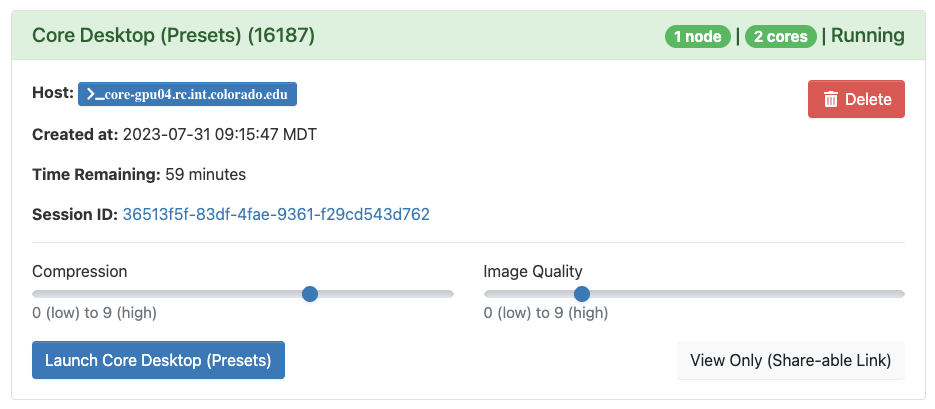 Core Desktop (Presets) (16187)
1 node | 2 cores | Running
Host: >_core-gpu04.rc.int.colorado.edu
Delete
Created at: 2023-07-31 09:15:47 MDT
Time Remaining: 59 minutes
Session ID: 36513f5f-83df-4fae-9361-f29cd543d762
Compression
0 (low) to 9 (high)
Image Quality
0 (low) to 9 (high)
Launch Core Desktop (Presets)
View Only (Share-able Link)